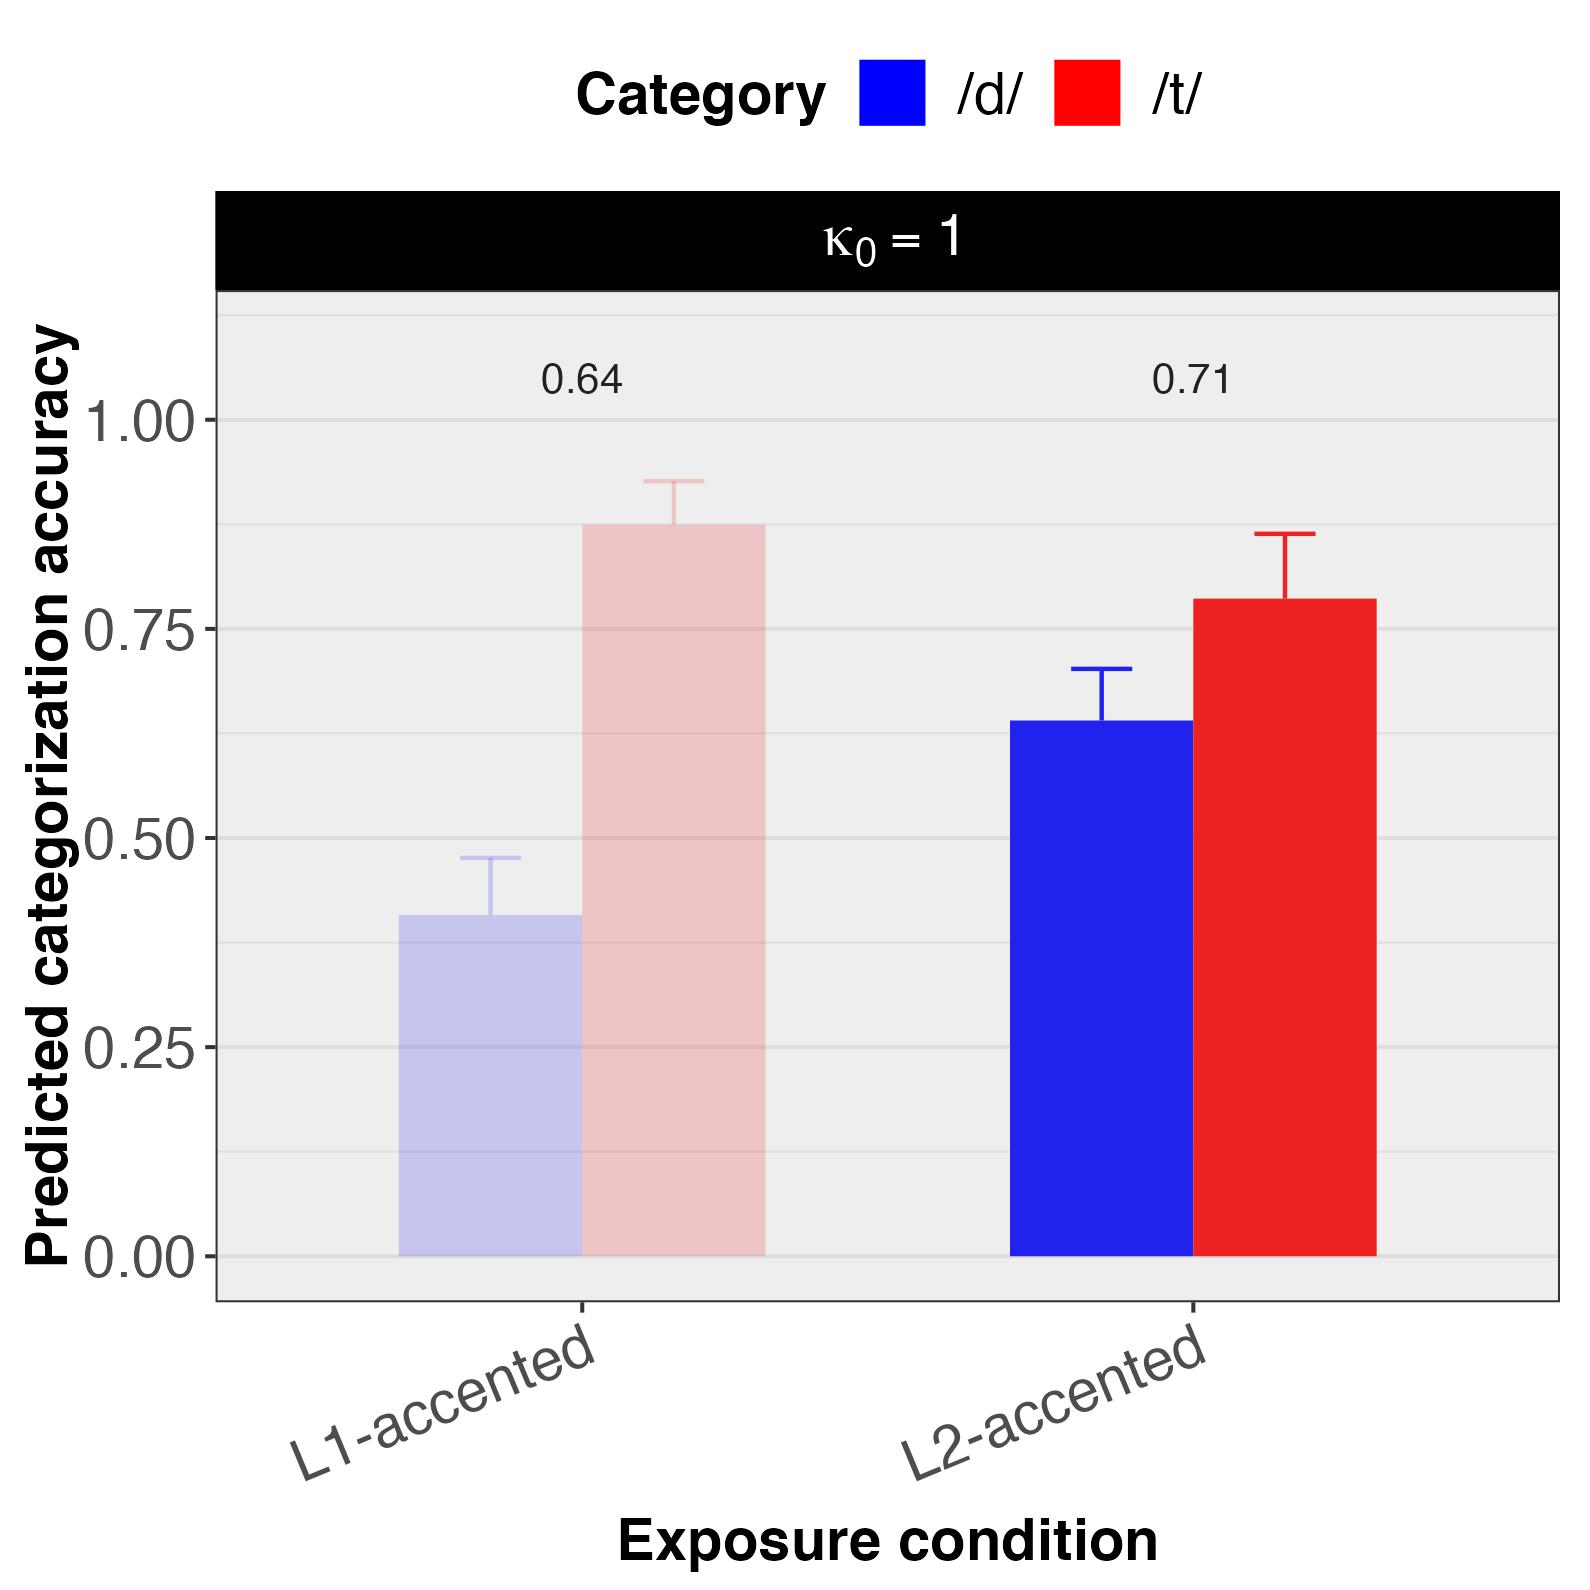 Category /d/ /t/
κ0 = 1
0.64 0.71
Predicted categorization accuracy
1.00
0.75
0.50
0.25
0.00
L1-accented L2-accented
Exposure condition